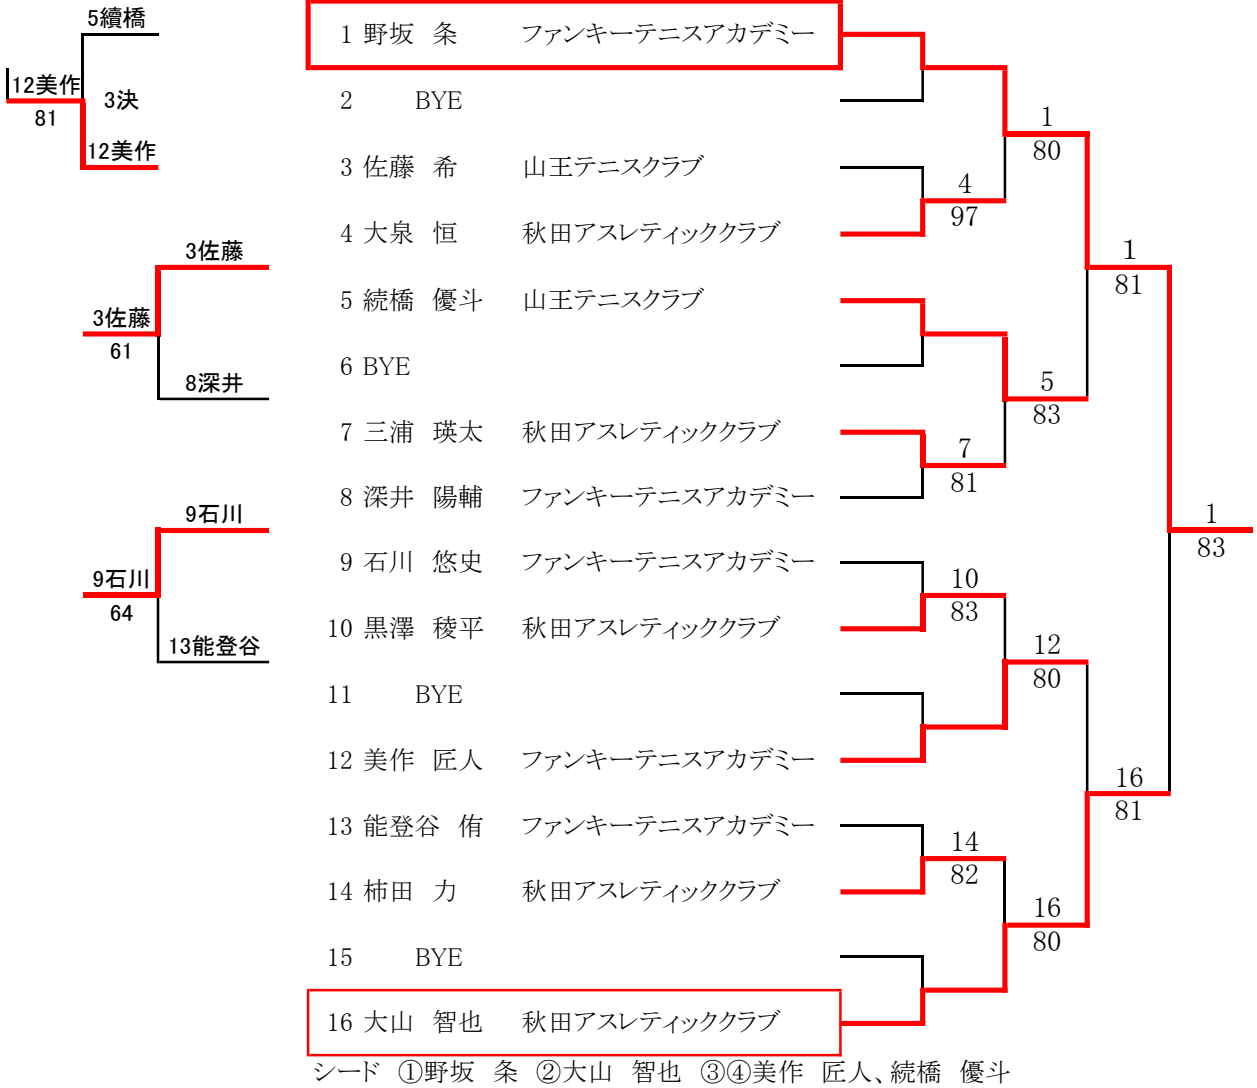 5續橋
12美作
3決
81
12美作
3佐藤
3佐藤
61
8深井
9石川
9石川
64
13能登谷
1 野坂 条 ファンキーテニスアカデミー
2 BYE
3 佐藤 希 山王テニスクラブ
4 大泉 恒 秋田アスレティッククラブ
5 続橋 優斗 山王テニスクラブ
6 BYE
7 三浦 瑛太 秋田アスレティッククラブ
8 深井 陽輔 ファンキーテニスアカデミー
9 石川 悠史 ファンキーテニスアカデミー
10 黒澤 稜平 秋田アスレティッククラブ
11 BYE
12 美作 匠人 ファンキーテニスアカデミー
13 能登谷 侑 ファンキーテニスアカデミー
14 柿田 力 秋田アスレティッククラブ
15 BYE
16 大山 智也 秋田アスレティッククラブ
4
97
7
81
10
83
14
82
1
80
5
83
12
80
16
80
1
81
16
81
1
83
シード ①野坂 条 ②大山 智也 ③④美作 匠人、続橋 優斗